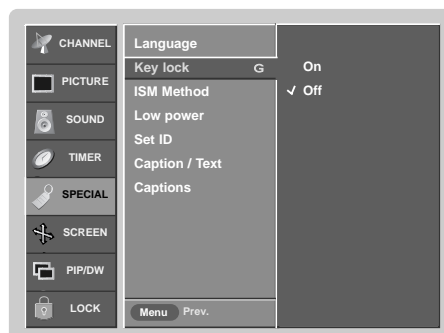 CHANNEL
PICTURE
SOUND
TIMER
SPECIAL
SCREEN
PIP/DW
LOCK
Language
Key lock G
ISM Method
Low power
Set ID
Caption / Text
Captions
Menu Prev.
On
✓ Off